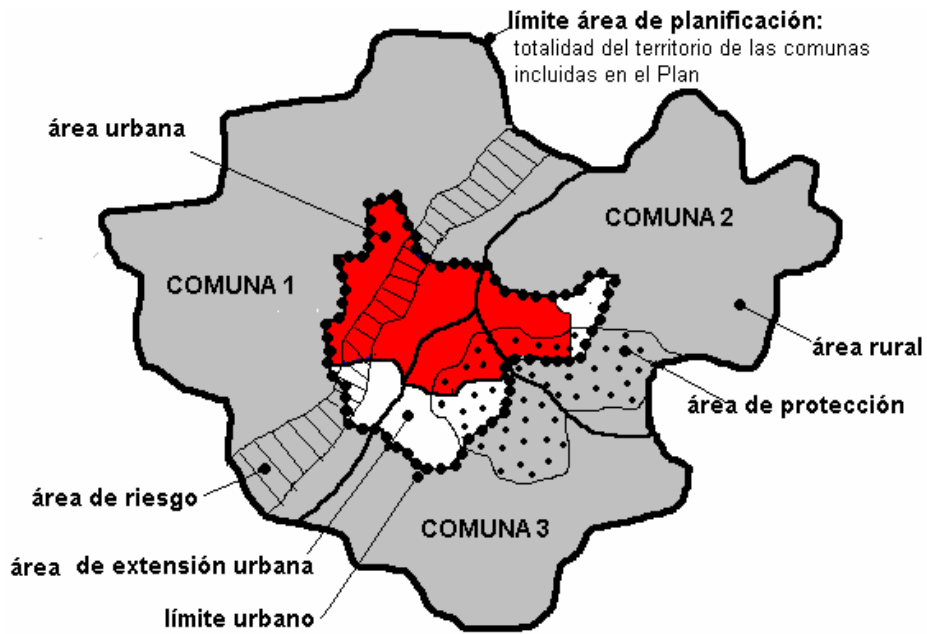 límite área de planificación:
totalidad del territorio de las comunas
incluidas en el Plan
área urbana
COMUNA 2
COMUNA 1
área rural
área de protección
área de riesgo
COMUNA 3
área de extensión urbana
límite urbano